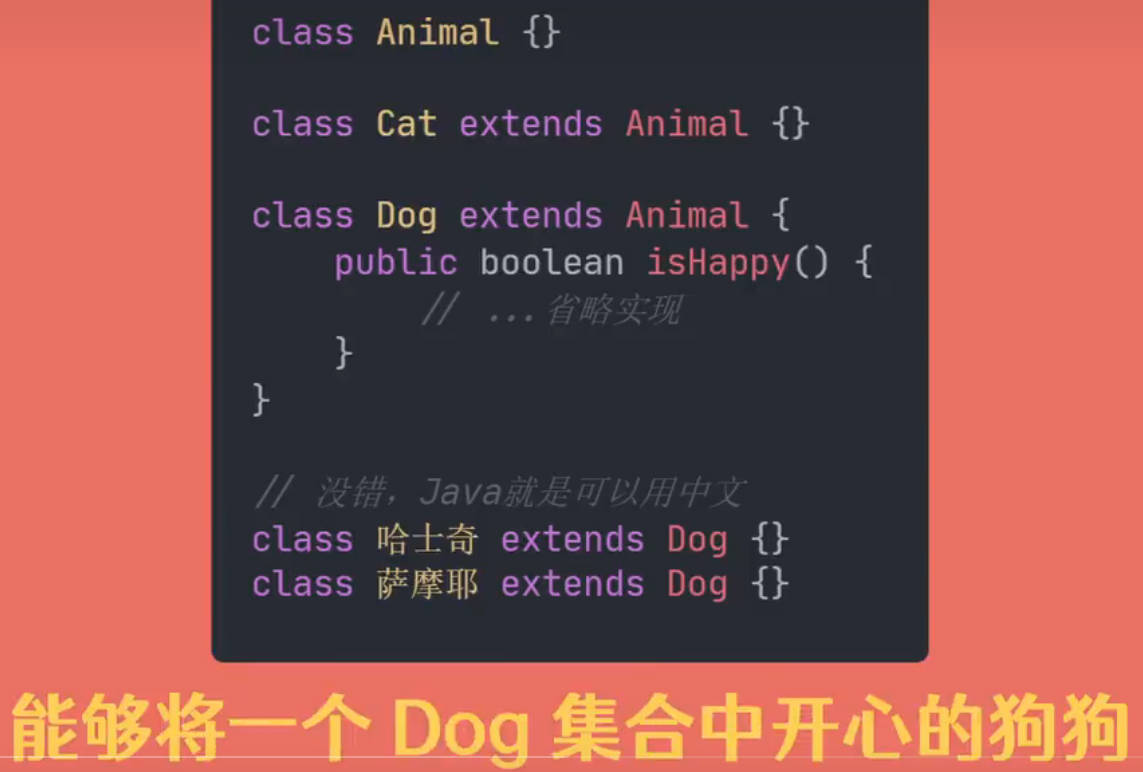 class Animal {}
class Cat extends Animal {}
class Dog extends Animal {
public boolean isHappy() {
// ...省略实现
}
}
// 没错，Java就是可以用中文
class 哈士奇 extends Dog {}
class 萨摩耶 extends Dog {}
能够将一个 Dog 集合中开心的狗狗